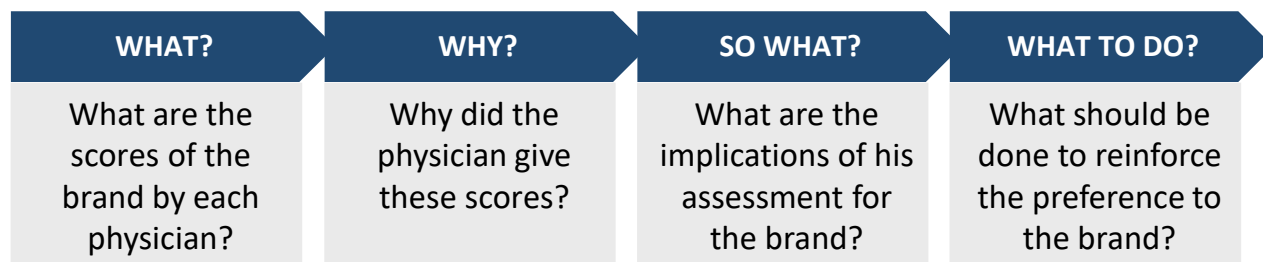 WHAT?
What are the
scores of the
brand by each
physician?
WHY?
Why did the
physician give
these scores?
SO WHAT?
What are the
implications of his
assessment for
the brand?
WHAT TO DO?
What should be
done to reinforce
the preference to
the brand?